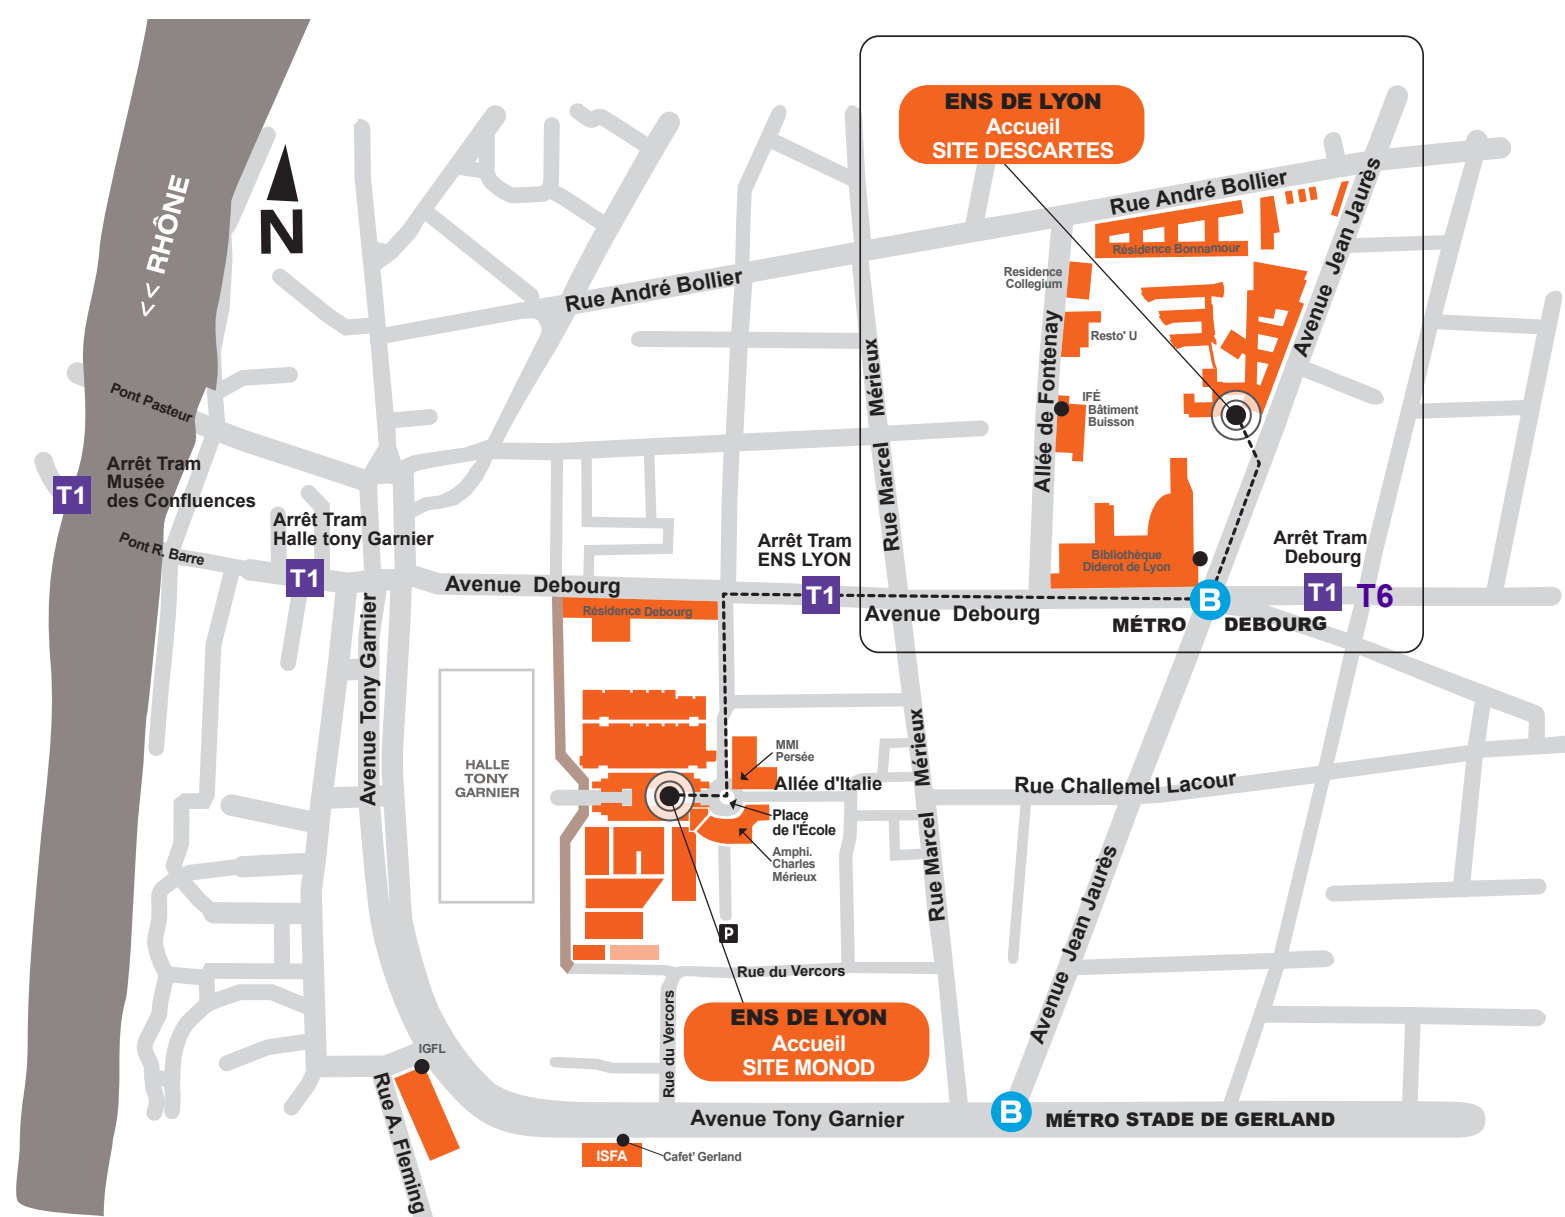 ENS DE LYON
Accueil
SITE DESCARTES
<< RHÔNE
N
Rue André Bollier
Résidence Bonnamour
Avenue Jean Jaurès
Residence
Collegium
Rue André Bollier
Resto' U
Allée de Fontenay
Rue Marcel Mérieux
IFÉ
Bâtiment
Buisson
Pont Pasteur
T1
Arrêt Tram
Musée
des Confluences
Arrêt Tram
Halle tony Garnier
T1
Pont R. Barre
Arrêt Tram
ENS LYON
T1
Bibliothèque
Diderot de Lyon
Arrêt Tram
Debourg
T1
T6
Avenue Debourg
Avenue Debourg
B
MÉTRO DEBOURG
Résidence Debourg
Avenue Tony Garnier
HALLE
TONY
GARNIER
MMI
Persée
Allée d'Italie
Place
de l'École
Amphi.
Charles
Mérieux
Rue Marcel Mérieux
Rue Challemel Lacour
Avenue Jean Jaurès
P
Rue du Vercors
Rue du Vercors
ENS DE LYON
Accueil
SITE MONOD
IGFL
Rue A. Fleming
Avenue Tony Garnier
B
MÉTRO STADE DE GERLAND
ISFA
Cafet' Gerland